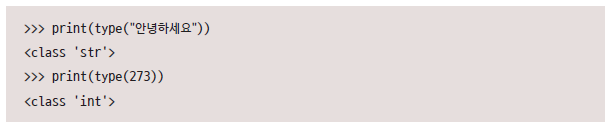 >>> print(type("안녕하세요"))
<class 'str'>
>>> print(type(273))
<class 'int'>